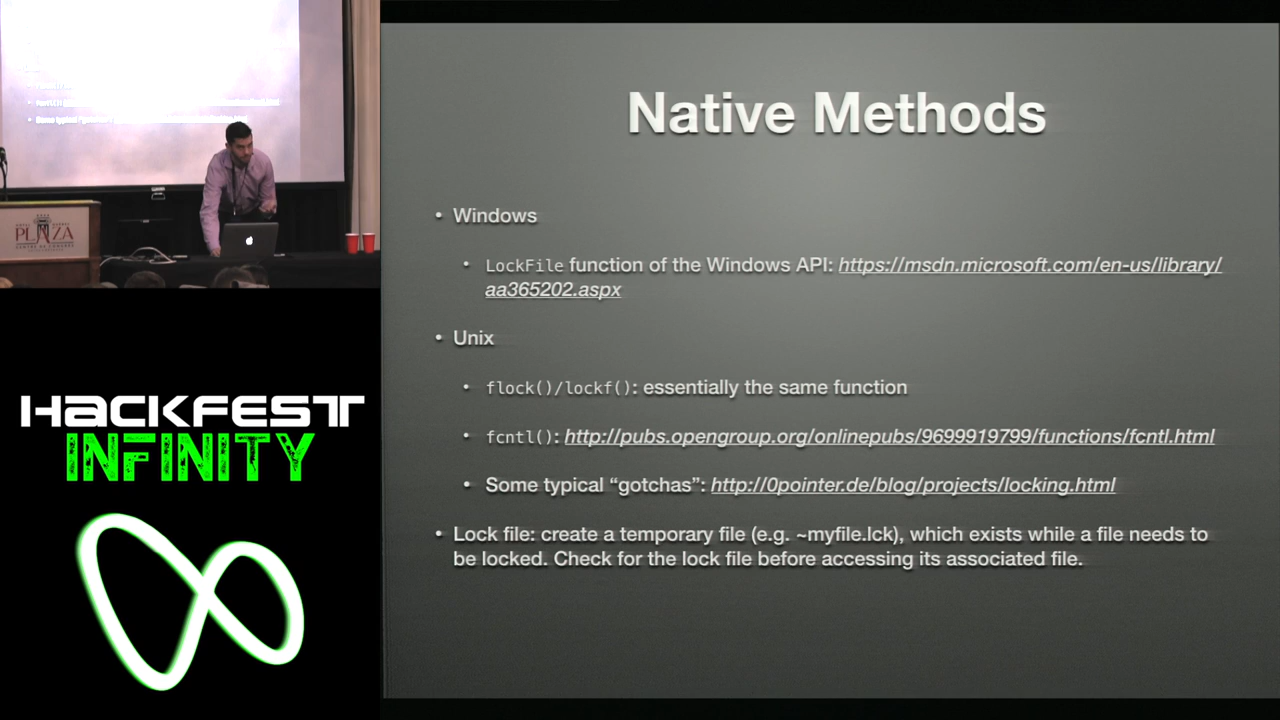 Native Methods
• Windows
• LockFile function of the Windows API: https://msdn.microsoft.com/en-us/library/
aa365202.aspx
• Unix
• flock()/lockf(): essentially the same function
• fcntl(): http://pubs.opengroup.org/onlinepubs/9699919799/functions/fcntl.html
• Some typical “gotchas”: http://0pointer.de/blog/projects/locking.html
• Lock file: create a temporary file (e.g. ~myfile.lck), which exists while a file needs to
be locked. Check for the lock file before accessing its associated file.
PLAZA
HACKFEST
INFINITY